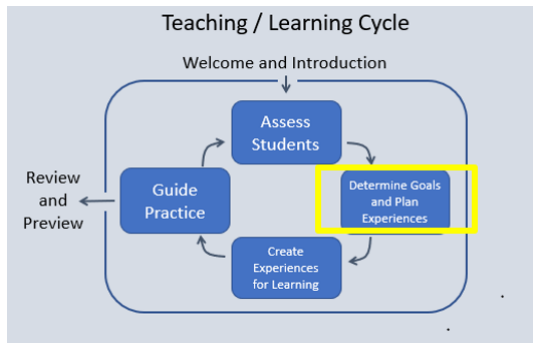 Teaching / Learning Cycle
Welcome and Introduction
Assess
Students
Determine Goals
and Plan
Experiences
Create
Experiences
for Learning
Guide
Practice
Review
and
Preview